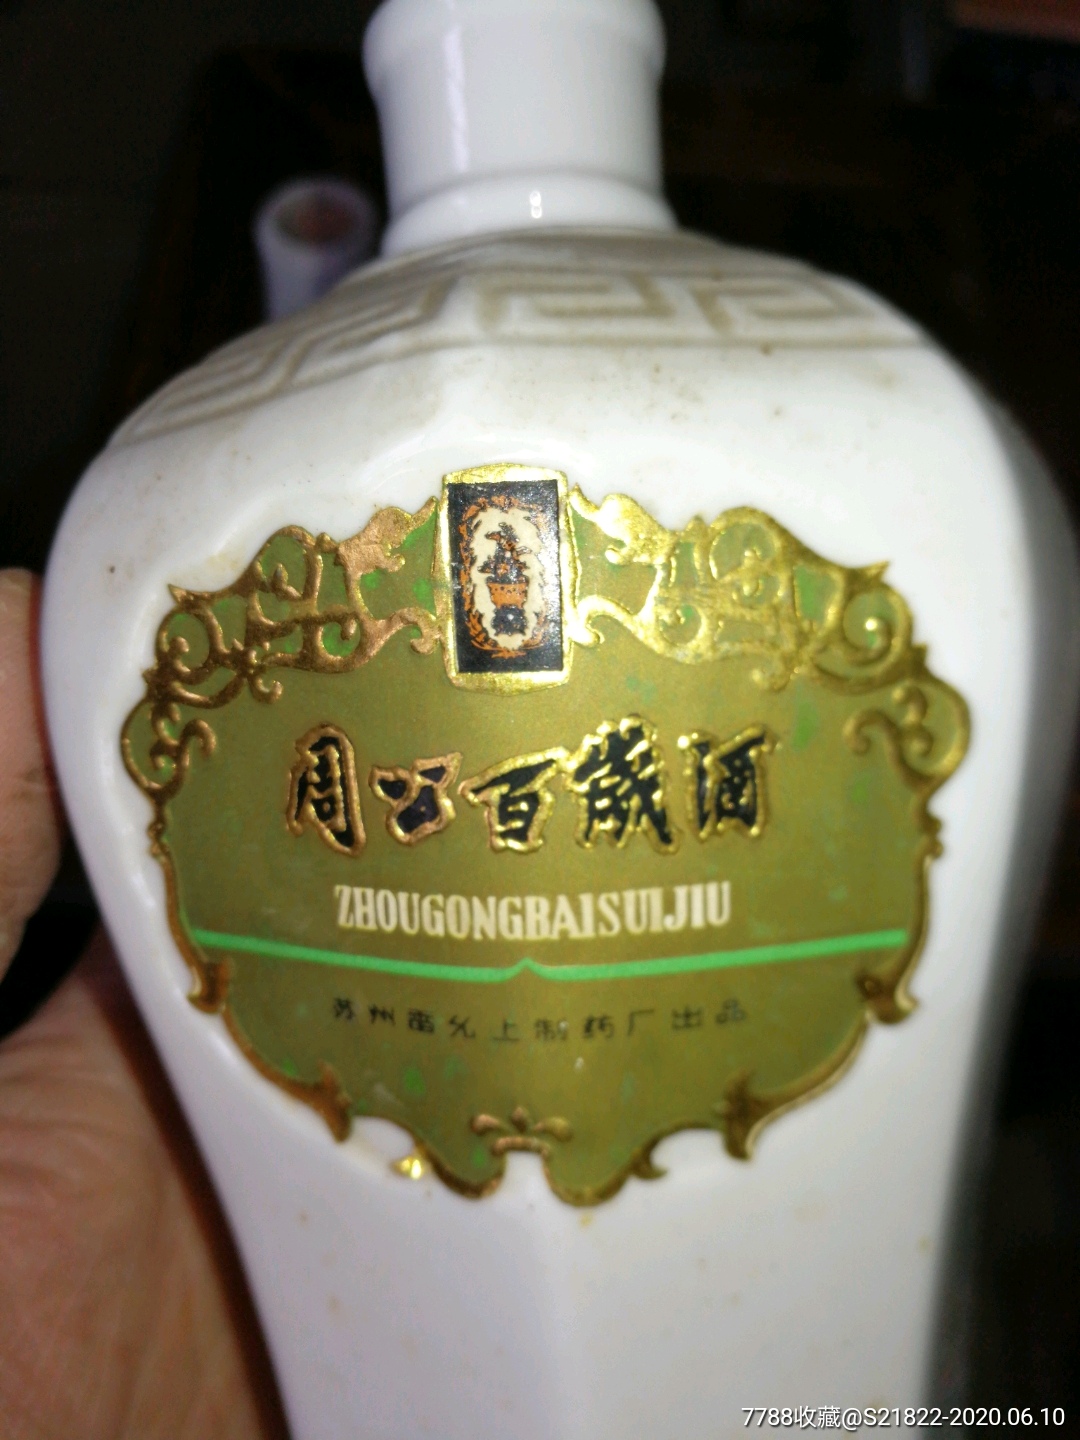 周公百歲酒
ZHOUGONGBAISUIJIU
苏州雷允上制药厂出品
7788收藏@S21822-2020.06.10